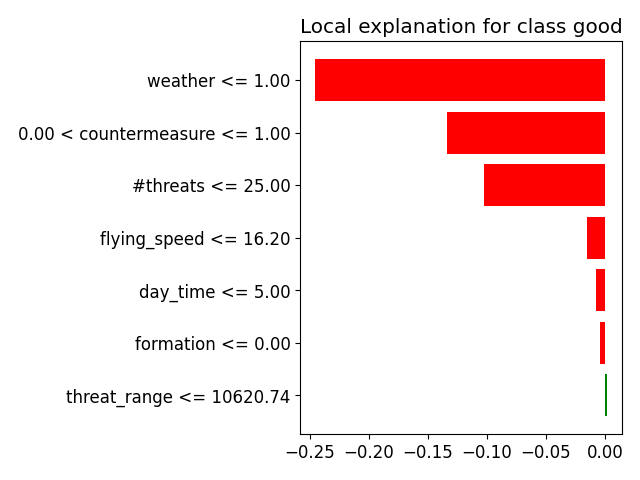 Local explanation for class good
weather <= 1.00
0.00 < countermeasure <= 1.00
#threats <= 25.00
flying_speed <= 16.20
day_time <= 5.00
formation <= 0.00
threat_range <= 10620.74
−0.25 −0.20 −0.15 −0.10 −0.05 0.00